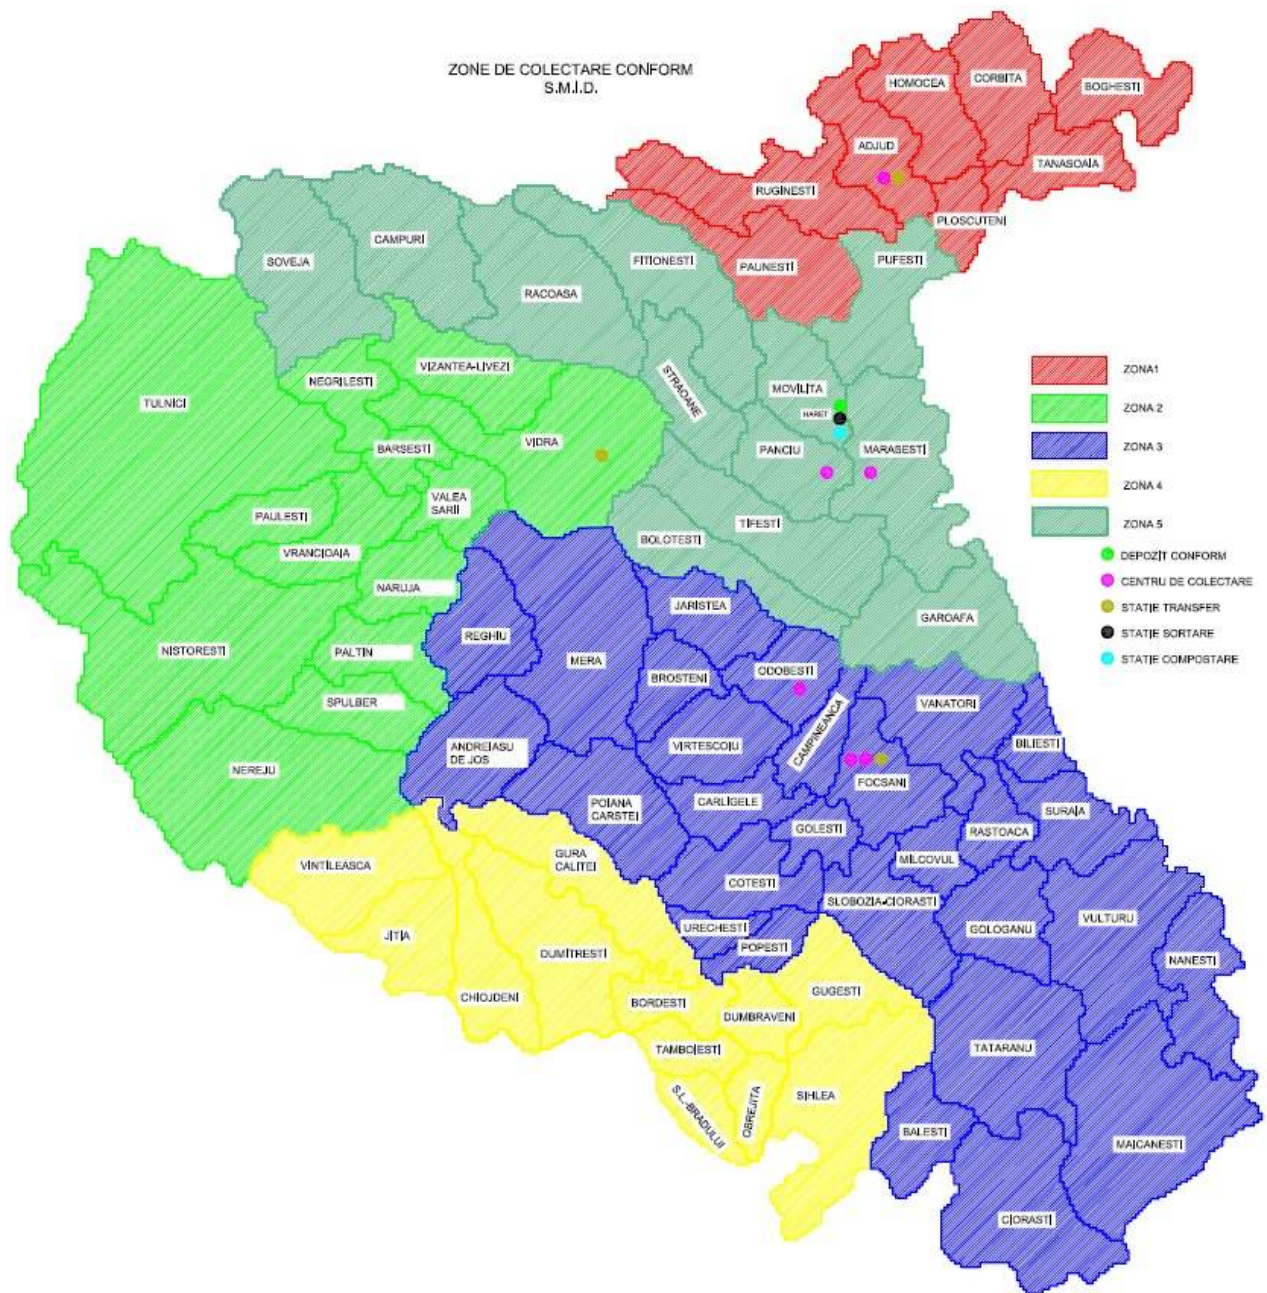 ZONE DE COLECTARE CONFORM
S.M.I.D.
HOMOCEA
CORBITA
BOGHESTI
ADJUD
TANASOAIA
RUGINESTI
PLOSCUTENI
PAUNESTI
PUFESTI
SOVEJA
CAMPURI
FITIONESTI
RACOASA
TULNICI
NEGRILESTI
VIZANTEA-LIVEZI
STRAOANE
MOVILITA
HARET
BARSESTI
VIDRA
PANCIU
MARASESTI
PAULESTI
VALEA
SARII
TIFESTI
VRANCIOAIA
BOLOTESTI
NARUJA
JARISTEA
GAROAFA
NISTORESTI
PALTIN
REGHIU
MERA
BROSTENI
ODOBESTI
CAMPINEANCA
VANATORI
SPULBER
ANDREIASU
DE JOS
VIRTESCOIU
BILIESTI
NEREJU
POIANA
CARSTEI
CARLIGELE
FOCSANI
SURAIA
GOLESTI
RASTOACA
VINTILEASCA
GURA
CALITEI
MILCOVUL
COTESTI
SLOBOZIA-CIORASTI
JITIA
DUMITRESTI
URECHESTI
POPESTI
GOLOGANU
VULTURU
NANESTI
CHIOJDENI
BORDESTI
DUMBRAVENI
GUGESTI
TAMBOIESTI
TATARANU
S.L.-BRADULUI
OBREJITA
SIHLEA
BALESTI
MAICANESTI
CIORASTI
ZONA1
ZONA 2
ZONA 3
ZONA 4
ZONA 5
DEPOZIT CONFORM
CENTRU DE COLECTARE
STATIE TRANSFER
STATIE SORTARE
STATIE COMPOSTARE